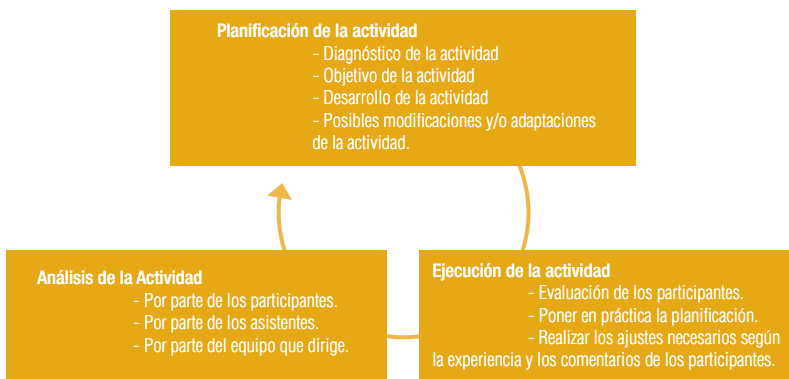 Planificación de la actividad
- Diagnóstico de la actividad
- Objetivo de la actividad
- Desarrollo de la actividad
- Posibles modificaciones y/o adaptaciones
de la actividad.
Análisis de la Actividad
- Por parte de los participantes.
- Por parte de los asistentes.
- Por parte del equipo que dirige.
Ejecución de la actividad
- Evaluación de los participantes.
- Poner en práctica la planificación.
- Realizar los ajustes necesarios según
la experiencia y los comentarios de los participantes.